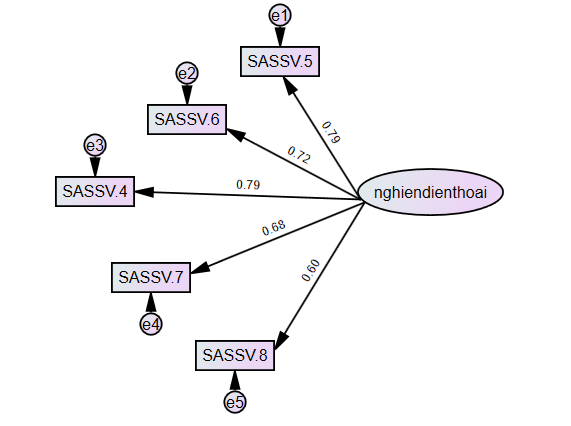 e1
SASSV.5
e2
SASSV.6
0.79
0.72
e3
SASSV.4
0.79
nghiendienthoai
0.68
SASSV.7
0.60
e4
SASSV.8
e5